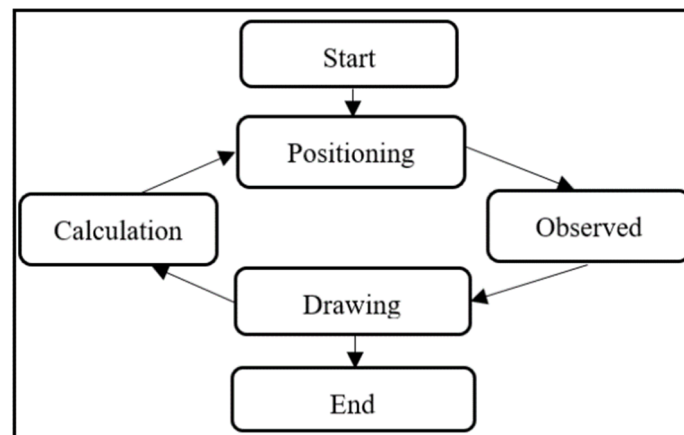 Start
Positioning
Calculation
Observed
Drawing
End